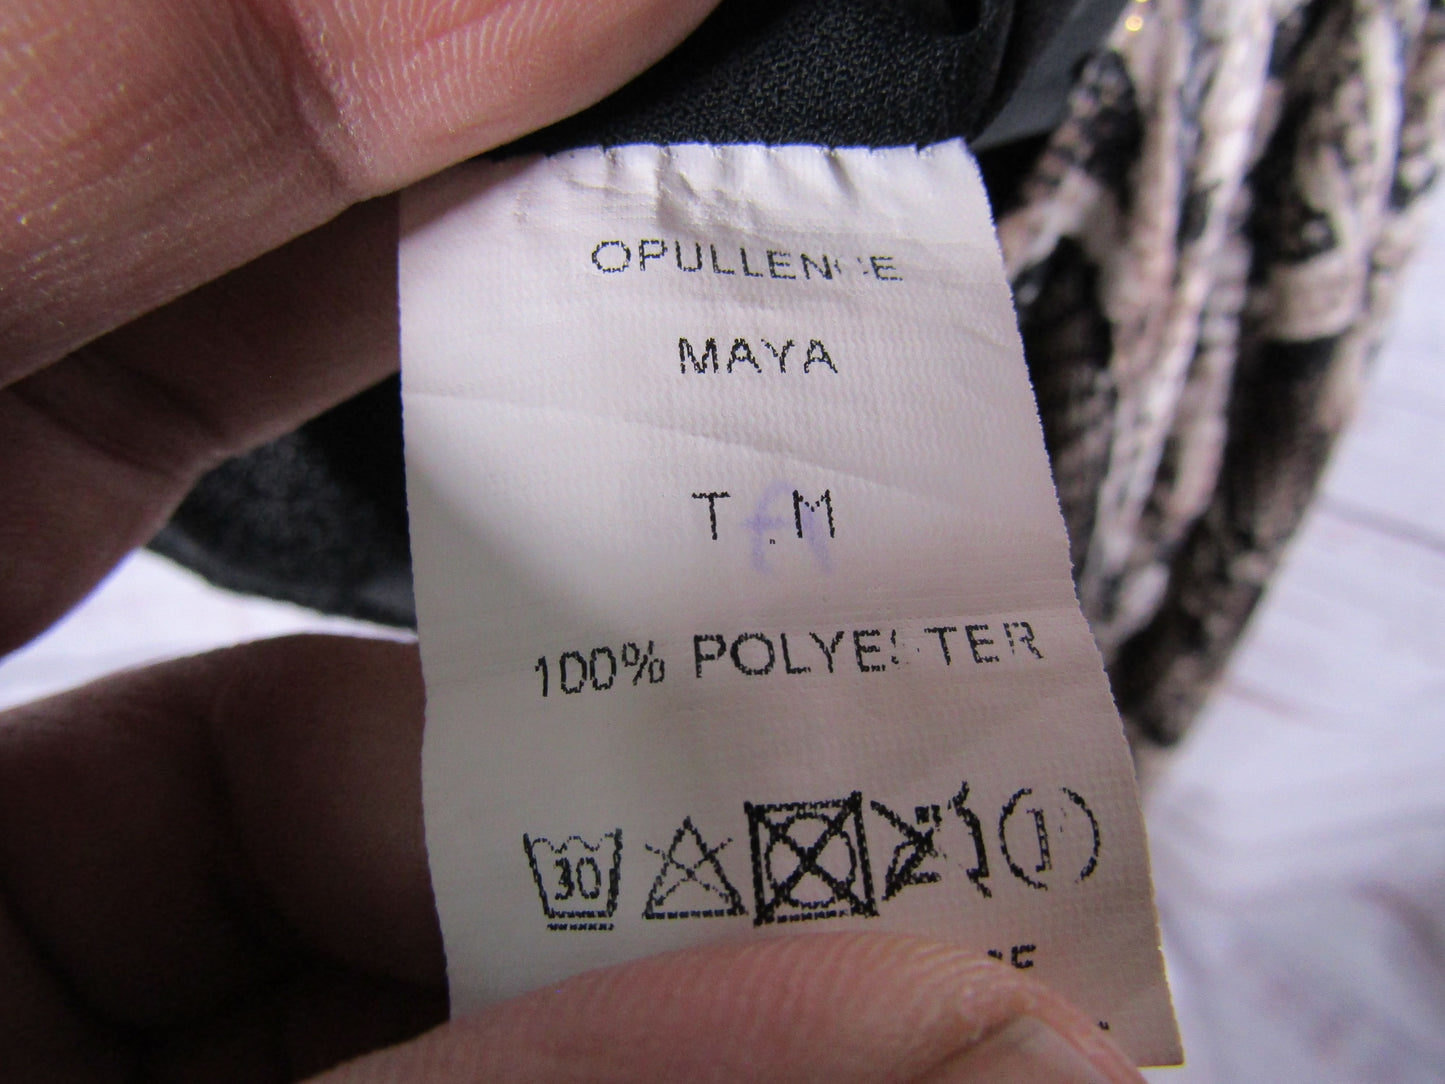 OPULLENCE
MAYA
T .M
100% POLYESTER
30